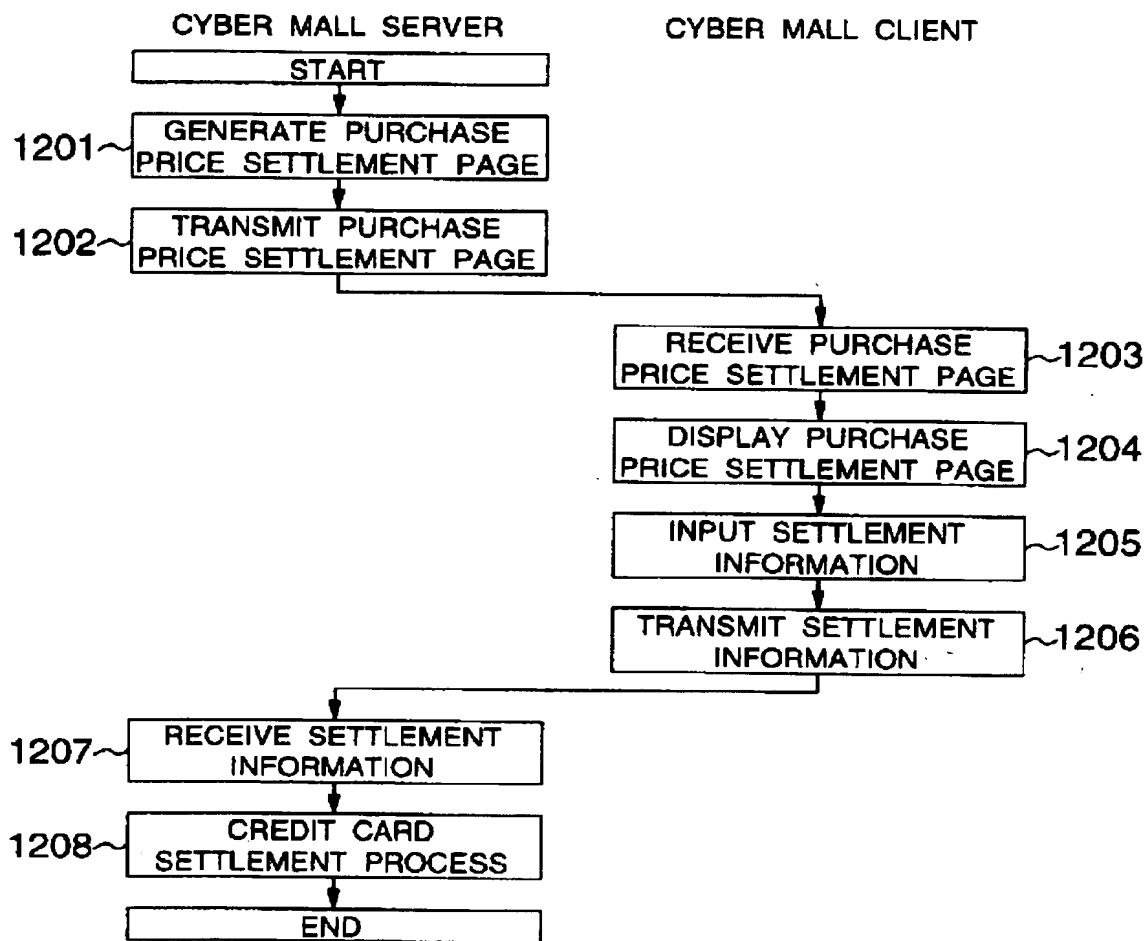 CYBER MALL SERVER
CYBER MALL CLIENT
START
1201
GENERATE PURCHASE
PRICE SETTLEMENT PAGE
1202
TRANSMIT PURCHASE
PRICE SETTLEMENT PAGE
RECEIVE PURCHASE
PRICE SETTLEMENT PAGE
1203
DISPLAY PURCHASE
PRICE SETTLEMENT PAGE
1204
INPUT SETTLEMENT
INFORMATION
1205
TRANSMIT SETTLEMENT
INFORMATION
1206
1207
RECEIVE SETTLEMENT
INFORMATION
1208
CREDIT CARD
SETTLEMENT PROCESS
END